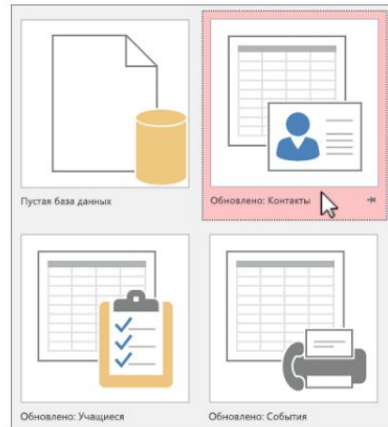 Пустая база данных
Обновлено: Контакты
Обновлено: Учащиеся
Обновлено: События